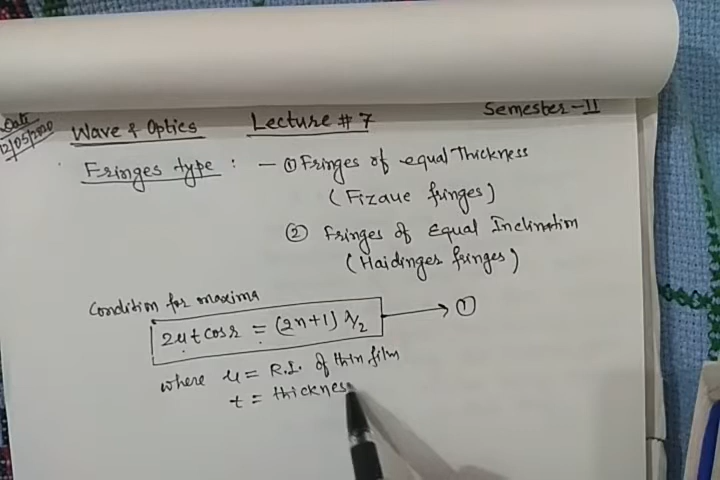 Date
12/05/2020
Wave & Optics Lecture # 7 Semester-II
Fringes type : - ① Fringes of equal Thickness
(Fizaue fringes)
② Fringes of Equal Inclination
(Haidinger fringes)
Condition for maxima
2μt cos r = (2n+1) λ/2 → ①
where μ = R.I. of thin film
t = thickness